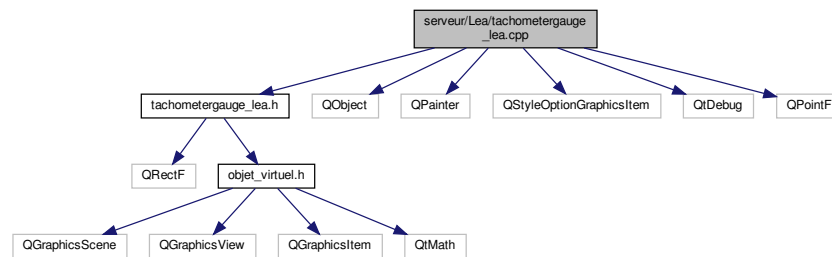 serveur/Lea/tachometergauge
_lea.cpp
tachometergauge_lea.h
QObject
QPainter
QStyleOptionGraphicsItem
QtDebug
QPointF
QRectF
objet_virtuel.h
QGraphicsScene
QGraphicsView
QGraphicsItem
QtMath